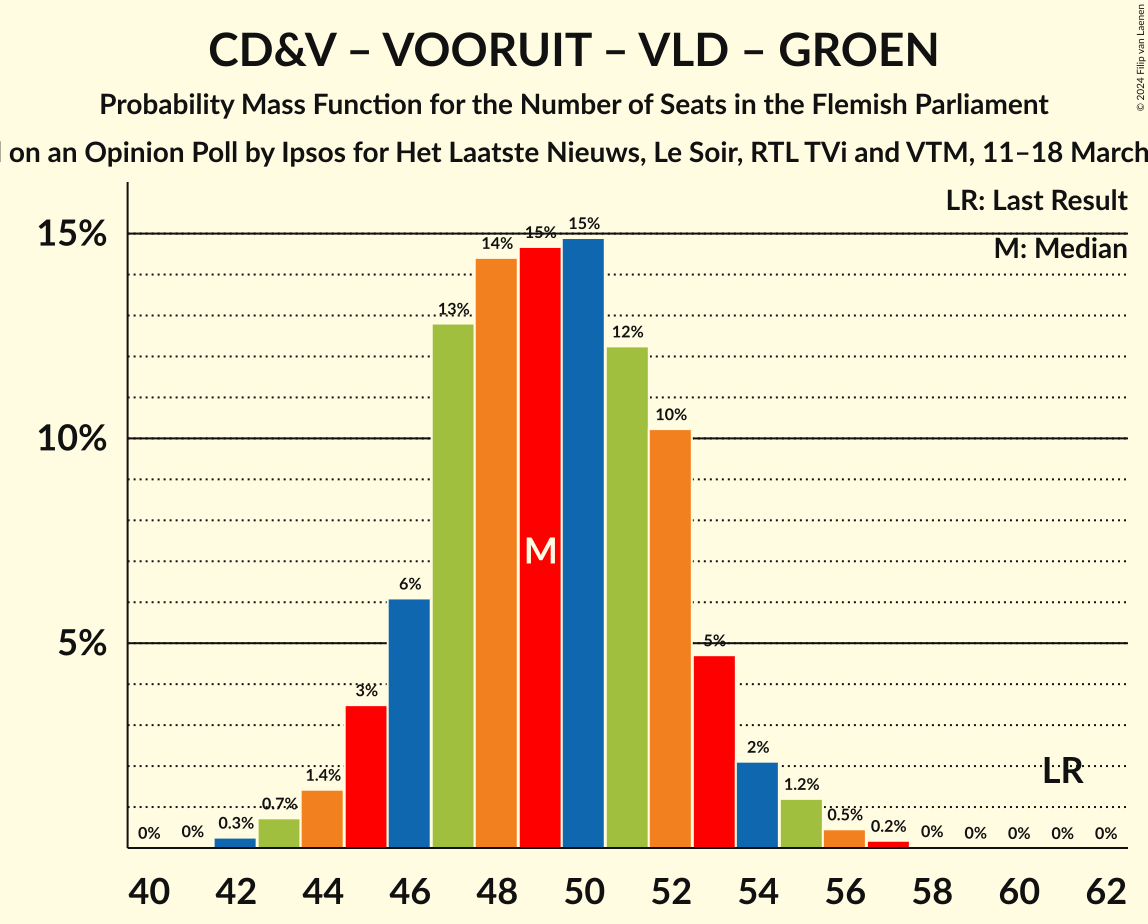 CD&V – VOORUIT – VLD – GROEN
Probability Mass Function for the Number of Seats in the Flemish Parliament
on an Opinion Poll by Ipsos for Het Laatste Nieuws, Le Soir, RTL TVi and VTM, 11–18 March
© 2024 Filip van Laenen
LR: Last Result
M: Median
15%
10%
5%
0% 0% 0.3% 0.7% 1.4% 3% 6% 13% 14% 15% 15% 12% 10% 5% 2% 1.2% 0.5% 0.2% 0% 0% 0% 0% 0%
M
LR
40 42 44 46 48 50 52 54 56 58 60 62